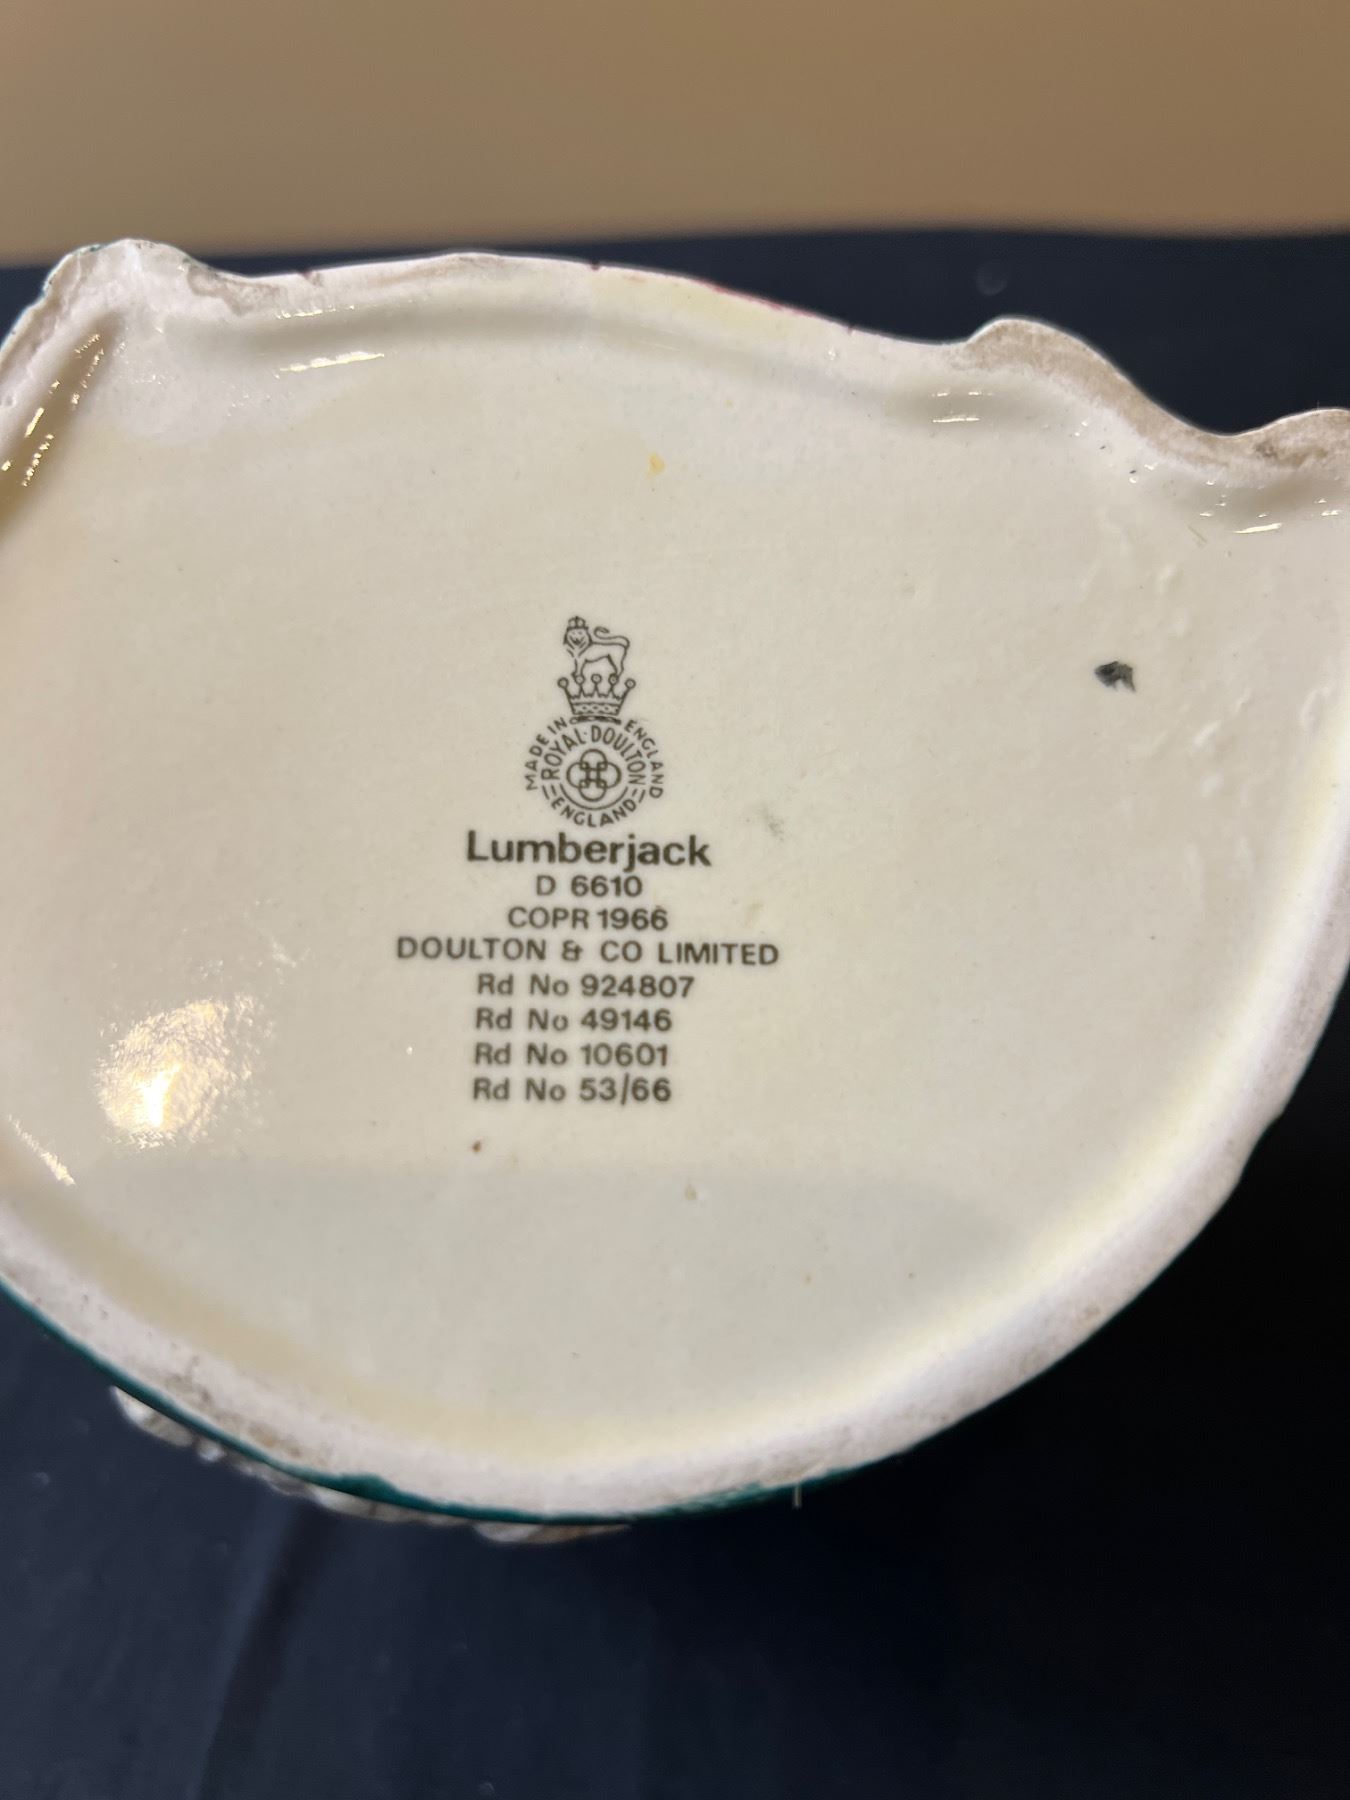 MADE IN ENGLAND
ROYAL·DOULTON
ENGLAND
Lumberjack
D 6610
COPR 1966
DOULTON & CO LIMITED
Rd No 924807
Rd No 49146
Rd No 10601
Rd No 53/66